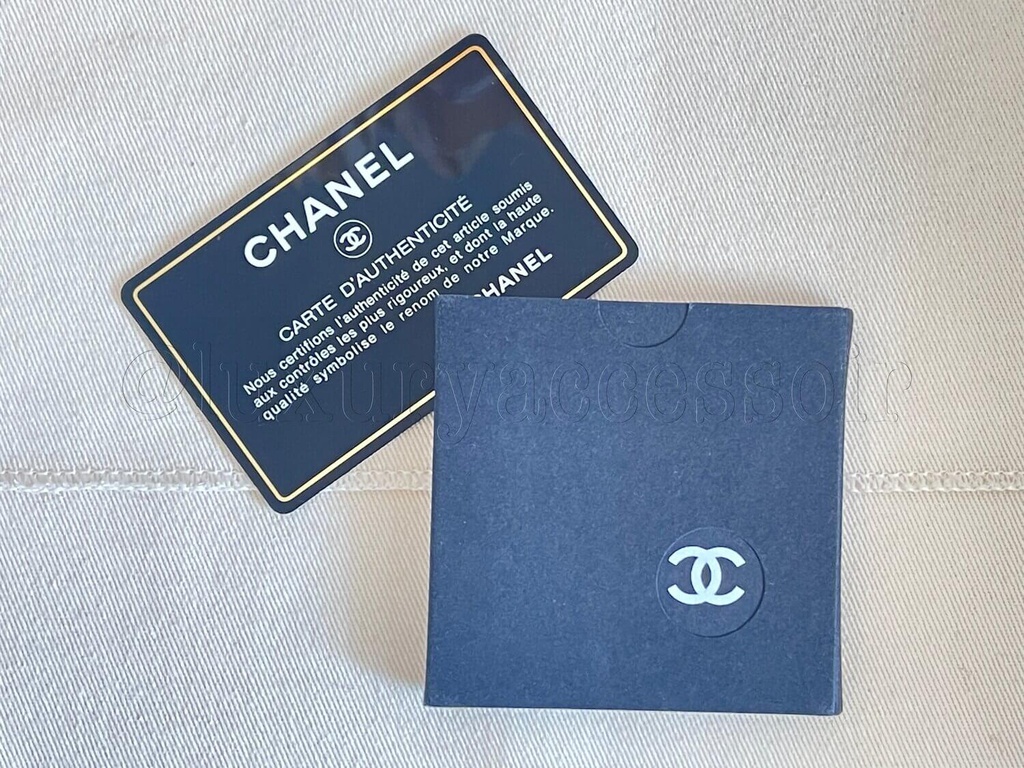 CHANEL
CARTE D'AUTHENTICITÉ
Nous certifions l'authenticité de cet article soumis
aux contrôles les plus rigoureux, et dont la haute
qualité symbolise le renom de notre Marque.
CHANEL
@luxuryaccessoir